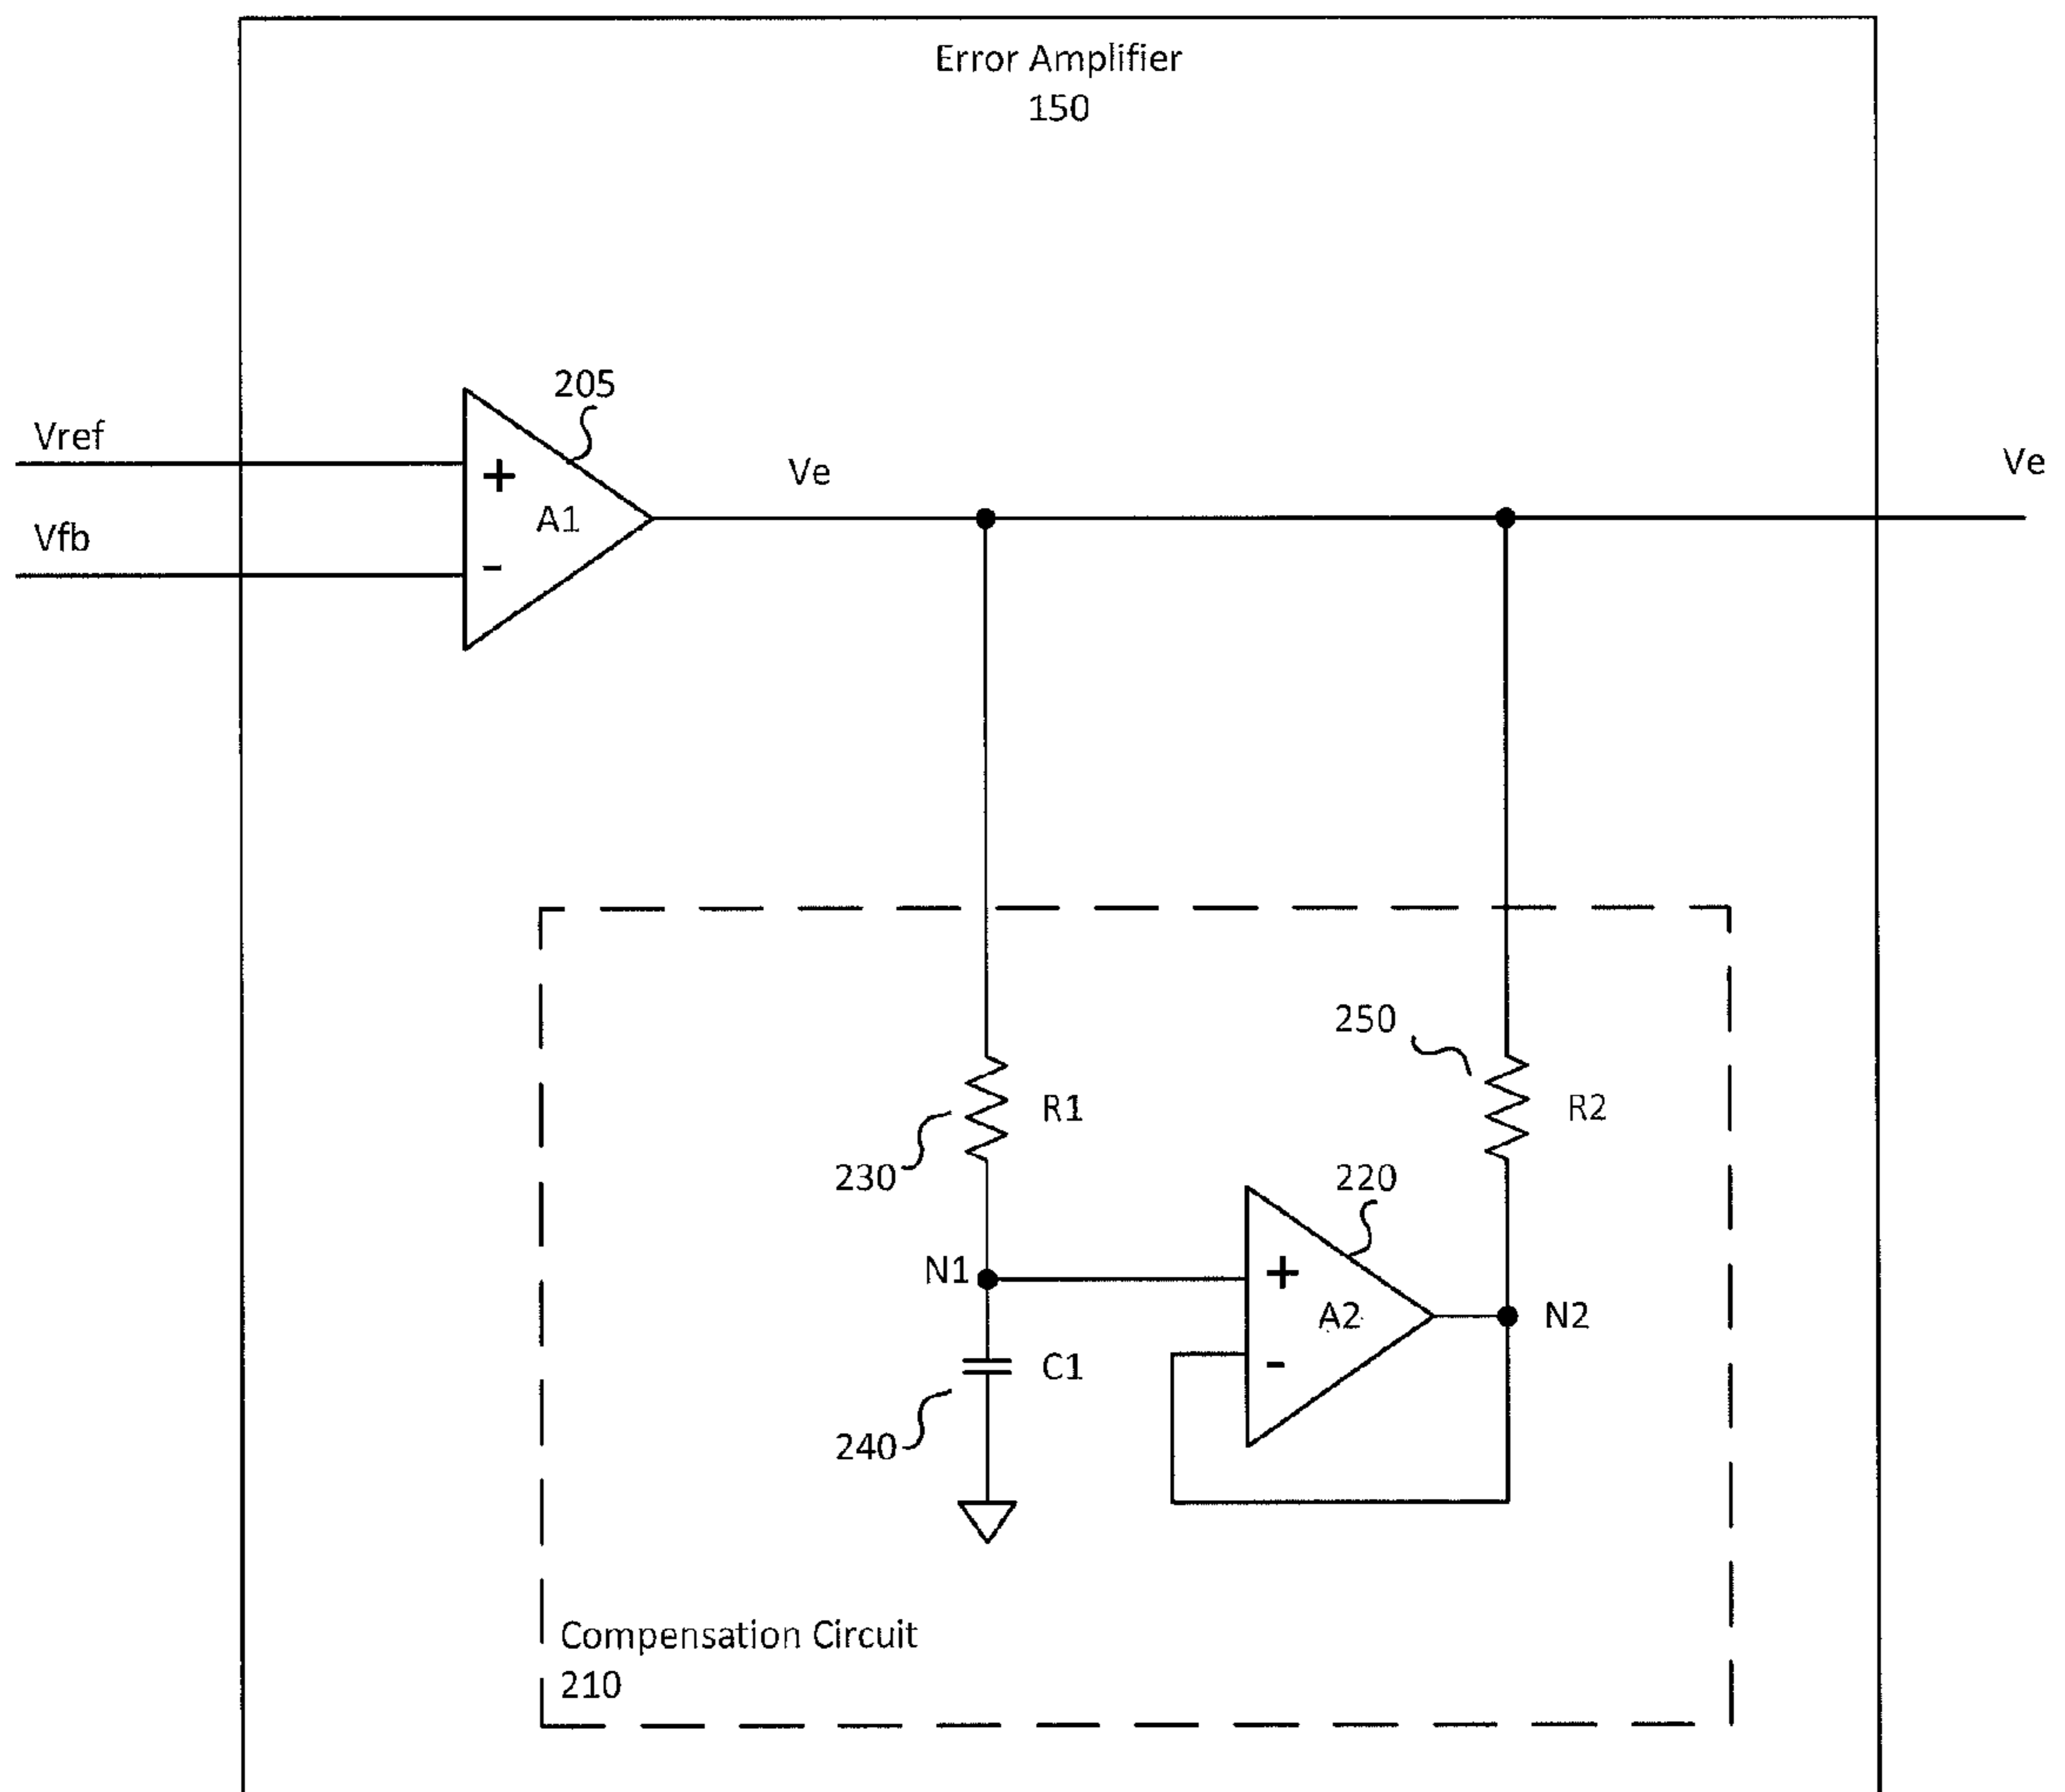 Error Amplifier
150
205
Vref
+
A1
Vfb
-
Ve
Ve
250
R1
R2
230
220
N1
+
A2
N2
-
C1
240
Compensation Circuit
210